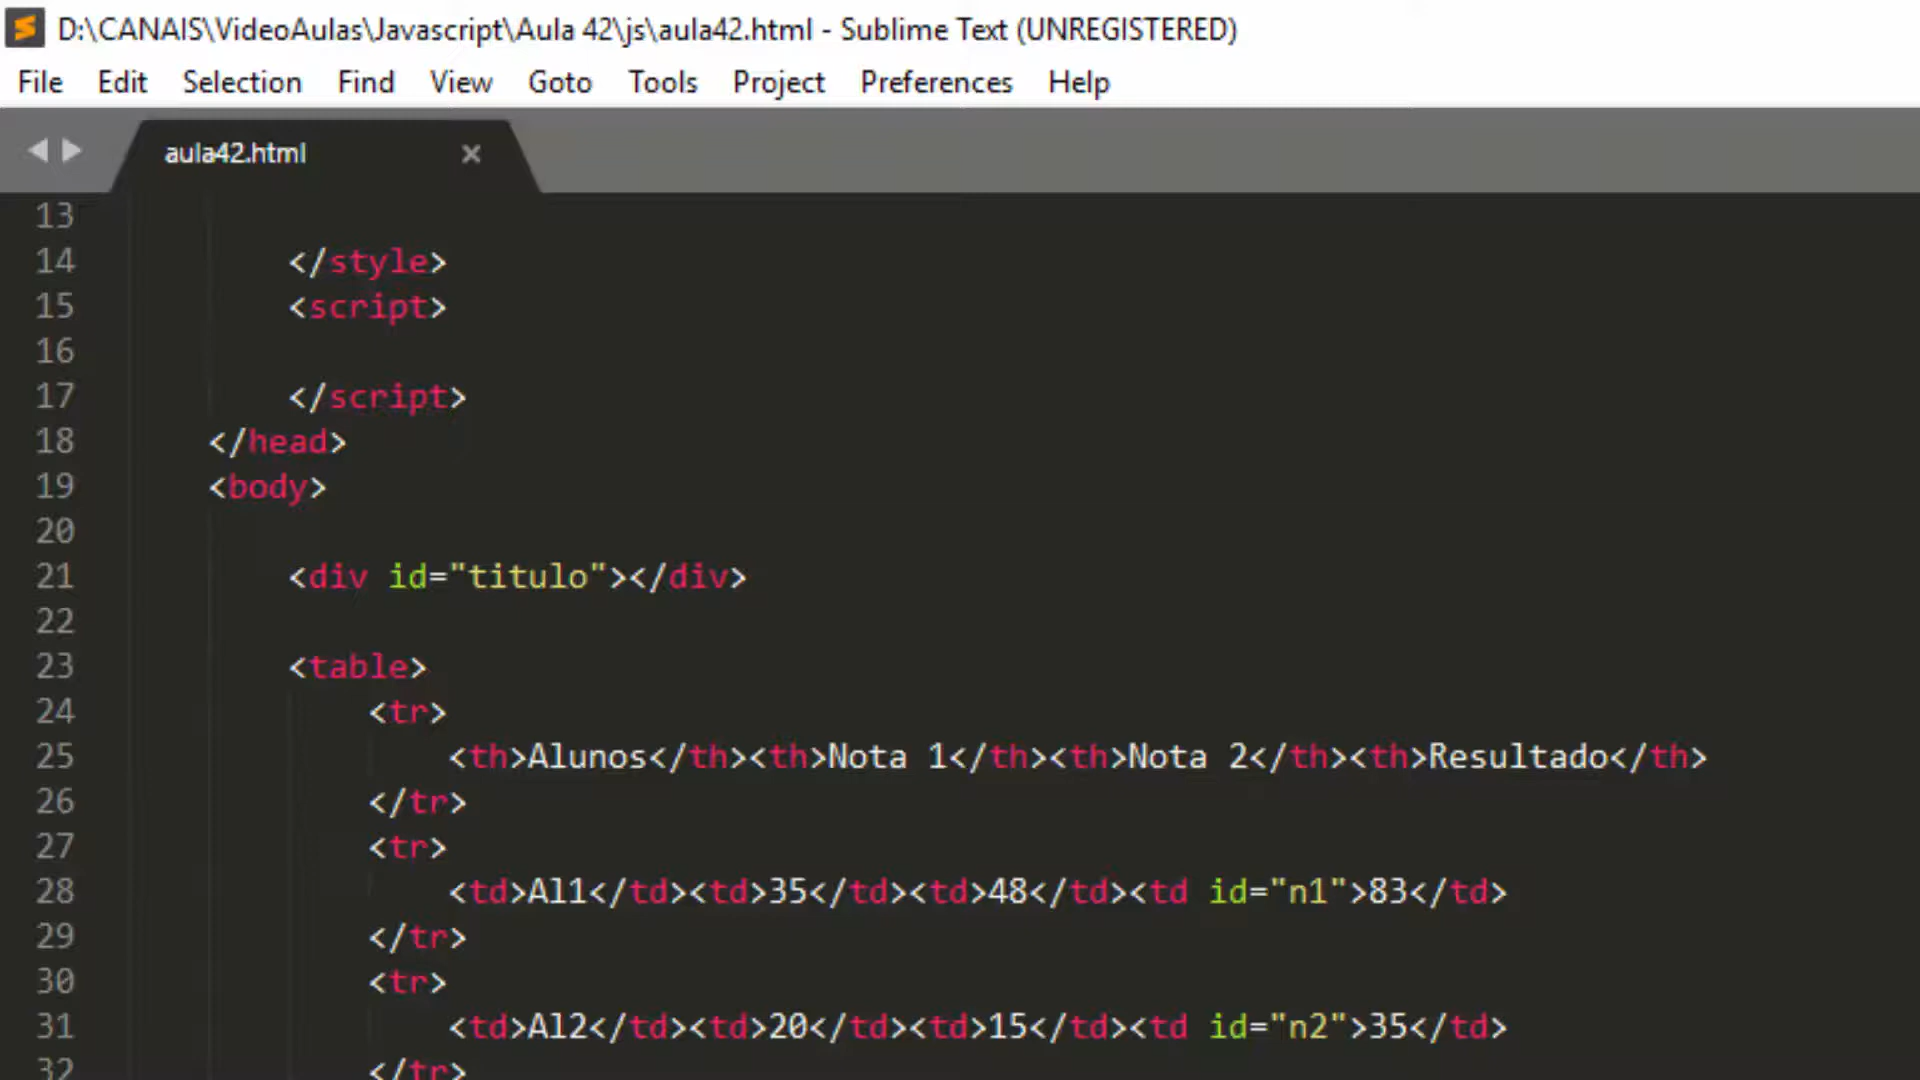 D:\CANAIS\VideoAulas\Javascript\Aula 42\js\aula42.html - Sublime Text (UNREGISTERED)
File Edit Selection Find View Goto Tools Project Preferences Help
aula42.html
13
14 </style>
15 <script>
16
17 </script>
18 </head>
19 <body>
20
21 <div id="titulo"></div>
22
23 <table>
24 <tr>
25 <th>Alunos</th><th>Nota 1</th><th>Nota 2</th><th>Resultado</th>
26 </tr>
27 <tr>
28 <td>Al1</td><td>35</td><td>48</td><td id="n1">83</td>
29 </tr>
30 <tr>
31 <td>Al2</td><td>20</td><td>15</td><td id="n2">35</td>
32 </tr>